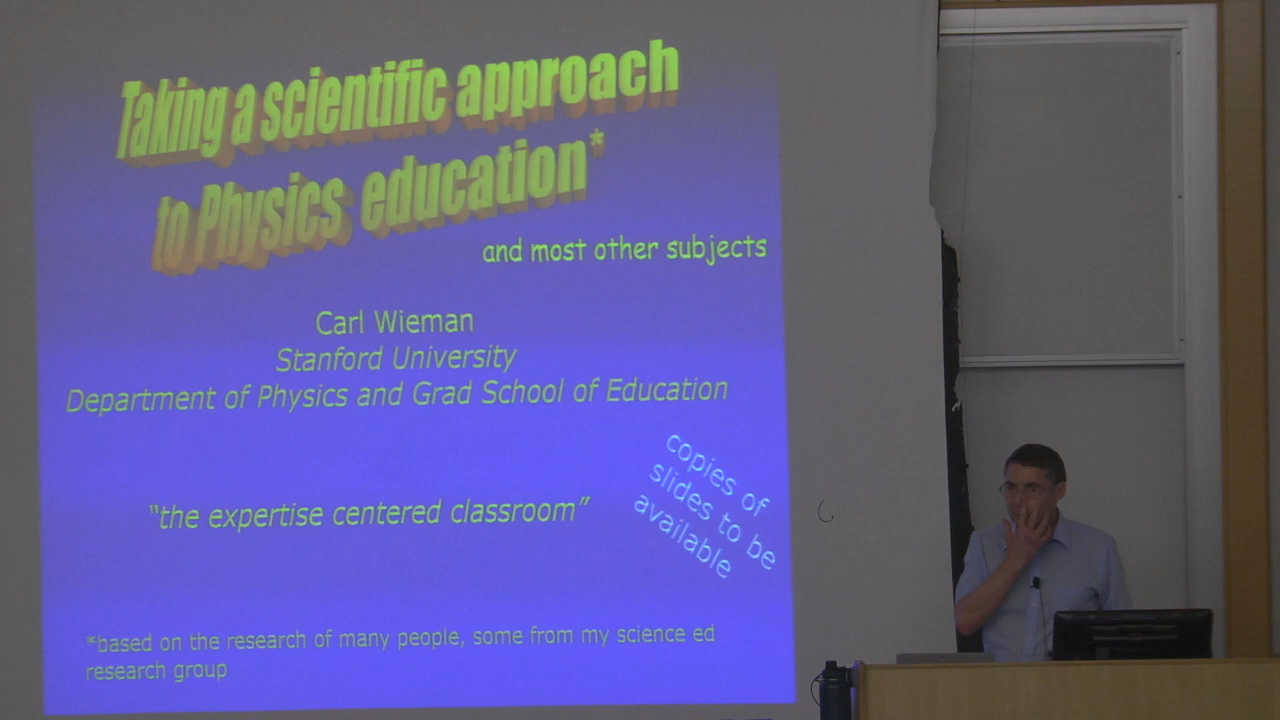 Taking a scientific approach
to Physics education*
and most other subjects
Carl Wieman
Stanford University
Department of Physics and Grad School of Education
“the expertise centered classroom”
copies of
slides to be
available
*based on the research of many people, some from my science ed
research group